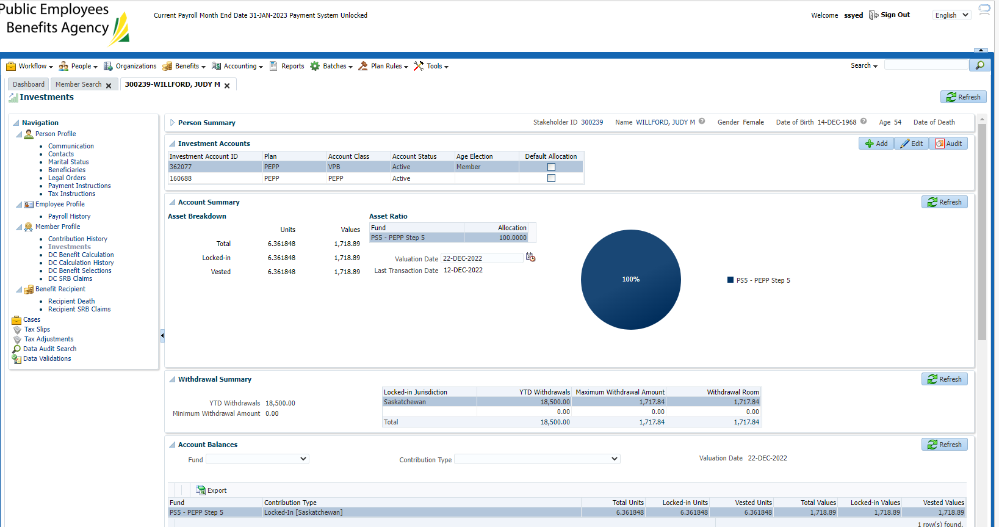 Public Employees
Benefits Agency
Current Payroll Month End Date 31-JAN-2023 Payment System Unlocked
Welcome ssyed Sign Out English
Workflow People Organizations Benefits Accounting Reports Batches Plan Rules Tools Search
Dashboard Member Search 300239-WILLFORD, JUDY M
Investments Refresh
Navigation
Person Profile
Communication
Contacts
Marital Status
Beneficiaries
Legal Orders
Payment Instructions
Tax Instructions
Employee Profile
Payroll History
Member Profile
Contribution History
Investments
DC Benefit Calculation
DC Calculation History
DC Benefit Selections
DC SRB Claims
Benefit Recipient
Recipient Death
Recipient SRB Claims
Cases
Tax Slips
Tax Adjustments
Data Audit Search
Data Validations
Person Summary Stakeholder ID 300239 Name WILLFORD, JUDY M Gender Female Date of Birth 14-DEC-1968 Age 54 Date of Death
Investment Accounts Add Edit Audit
Investment Account ID Plan Account Class Account Status Age Election Default Allocation
362077 PEPP VPB Active Member
160688 PEPP PEPP Active
Account Summary Refresh
Asset Breakdown
Units Values
Total 6.361848 1,718.89
Locked-in 6.361848 1,718.89
Vested 6.361848 1,718.89
Asset Ratio
Fund Allocation
PS5 - PEPP Step 5 100.0000
Valuation Date 22-DEC-2022
Last Transaction Date 12-DEC-2022
100%
PS5 - PEPP Step 5
Withdrawal Summary Refresh
YTD Withdrawals 18,500.00
Minimum Withdrawal Amount 0.00
Locked-in Jurisdiction YTD Withdrawals Maximum Withdrawal Amount Withdrawal Room
Saskatchewan 18,500.00 1,717.84 1,717.84
0.00 0.00 0.00
Total 18,500.00 1,717.84 1,717.84
Account Balances Refresh
Fund Contribution Type Valuation Date 22-DEC-2022
Export
Fund Contribution Type Total Units Locked-in Units Vested Units Total Values Locked-in Values Vested Values
PS5 - PEPP Step 5 Locked-In [Saskatchewan] 6.361848 6.361848 6.361848 1,718.89 1,718.89 1,718.89
1 row(s) found.